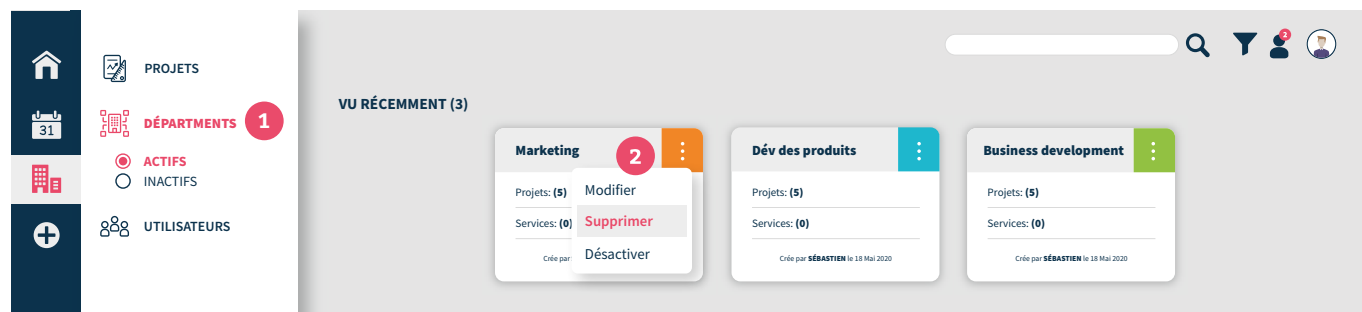 2
31
PROJETS
DÉPARTMENTS
1
ACTIFS
INACTIFS
UTILISATEURS
VU RÉCEMMENT (3)
Marketing
2
Projets: (5)
Services: (0)
Crée par
Modifier
Supprimer
Désactiver
Dév des produits
Projets: (5)
Services: (0)
Crée par SÉBASTIEN le 18 Mai 2020
Business development
Projets: (5)
Services: (0)
Crée par SÉBASTIEN le 18 Mai 2020